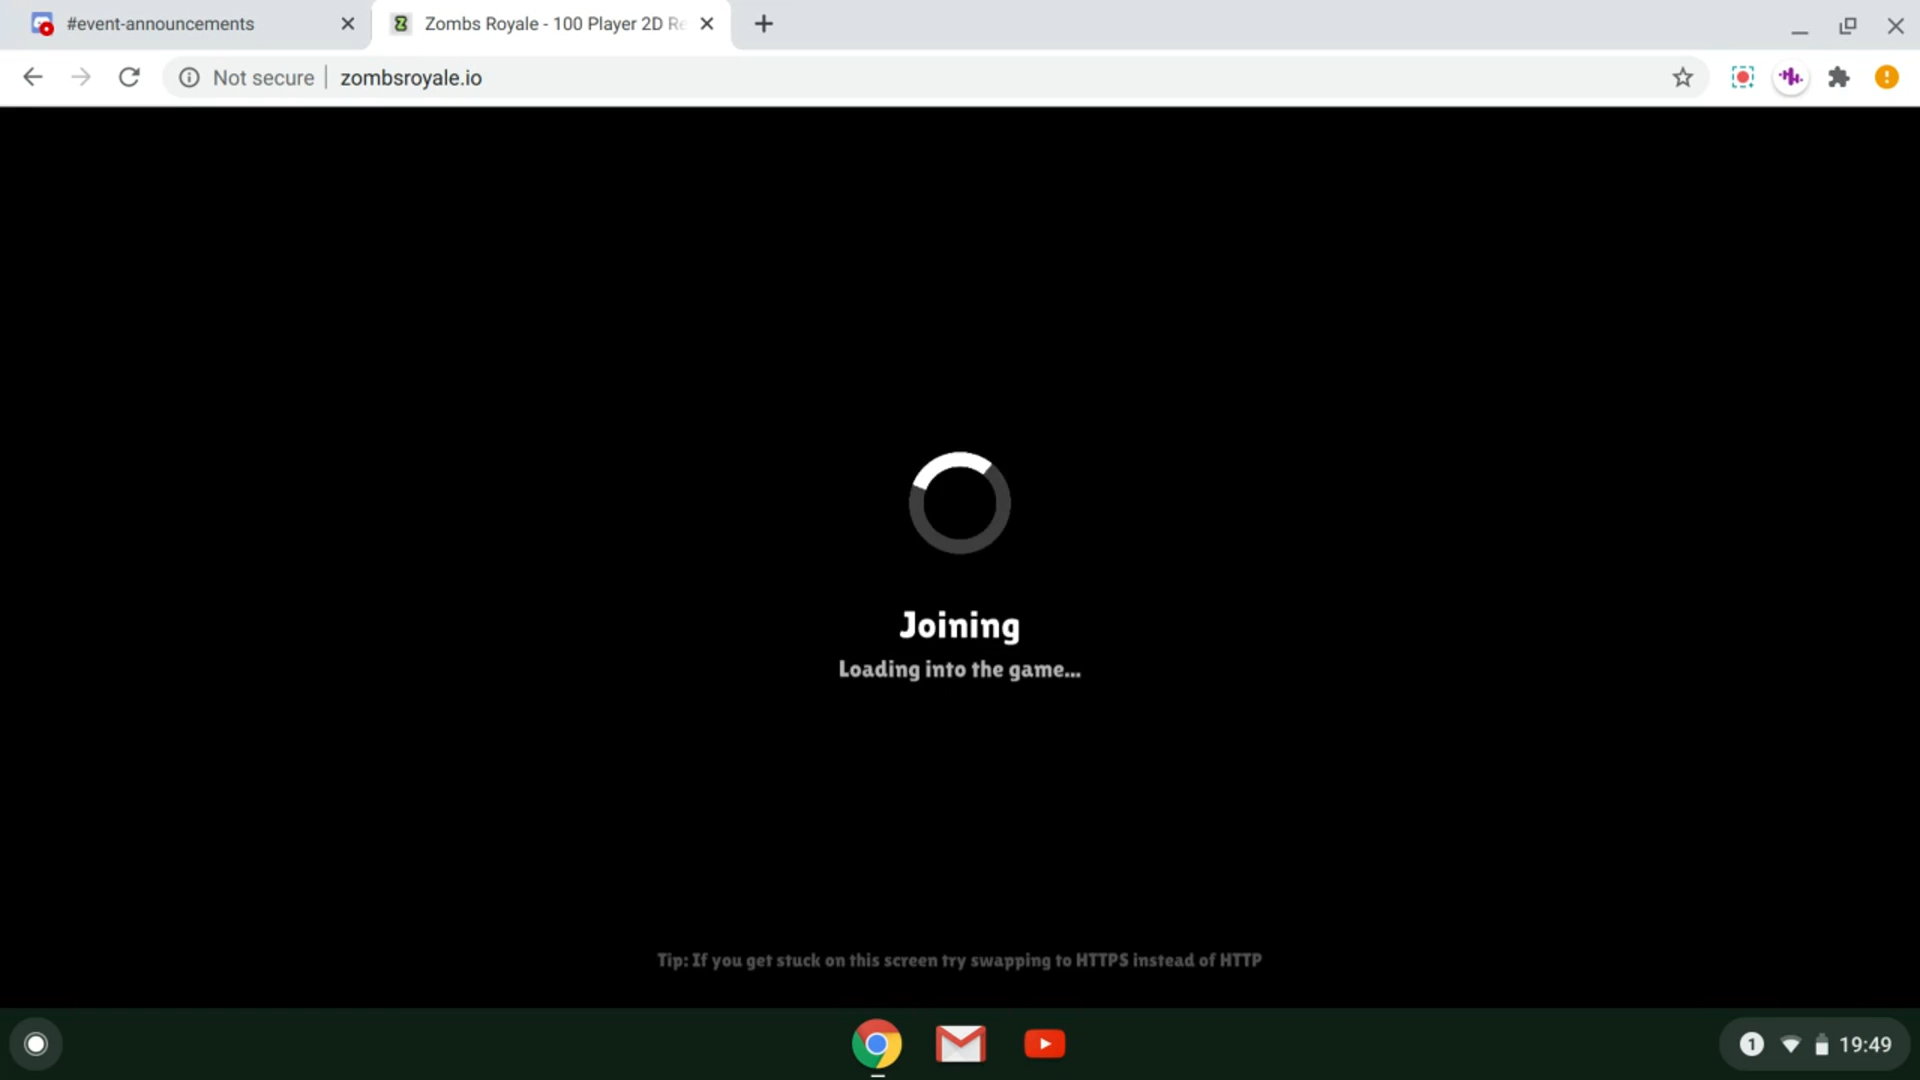 #event-announcements
Zombs Royale - 100 Player 2D Re
Not secure
zombsroyale.io
Joining
Loading into the game...
Tip: If you get stuck on this screen try swapping to HTTPS instead of HTTP
1
19:49